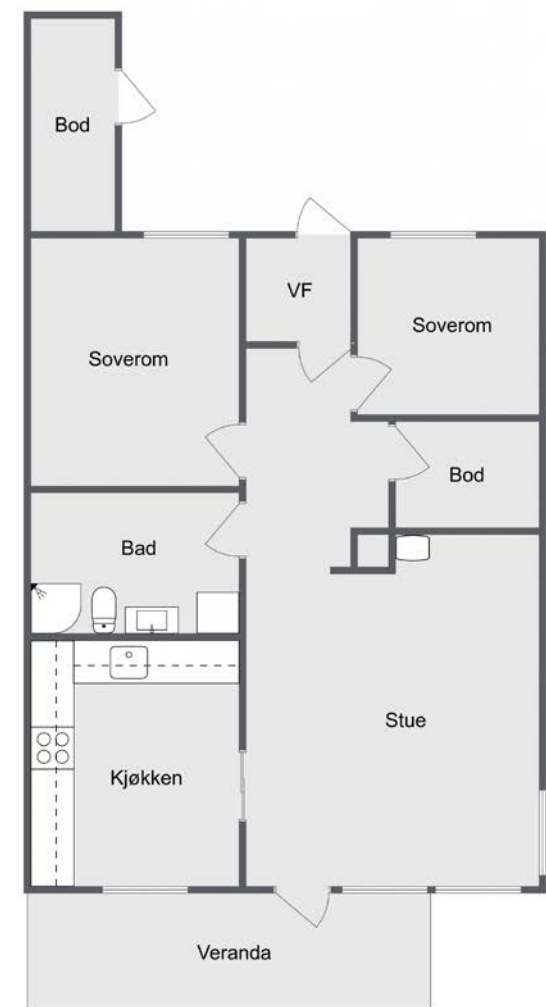 Bod
VF
Soverom
Soverom
Bod
Bad
Stue
Kjøkken
Veranda